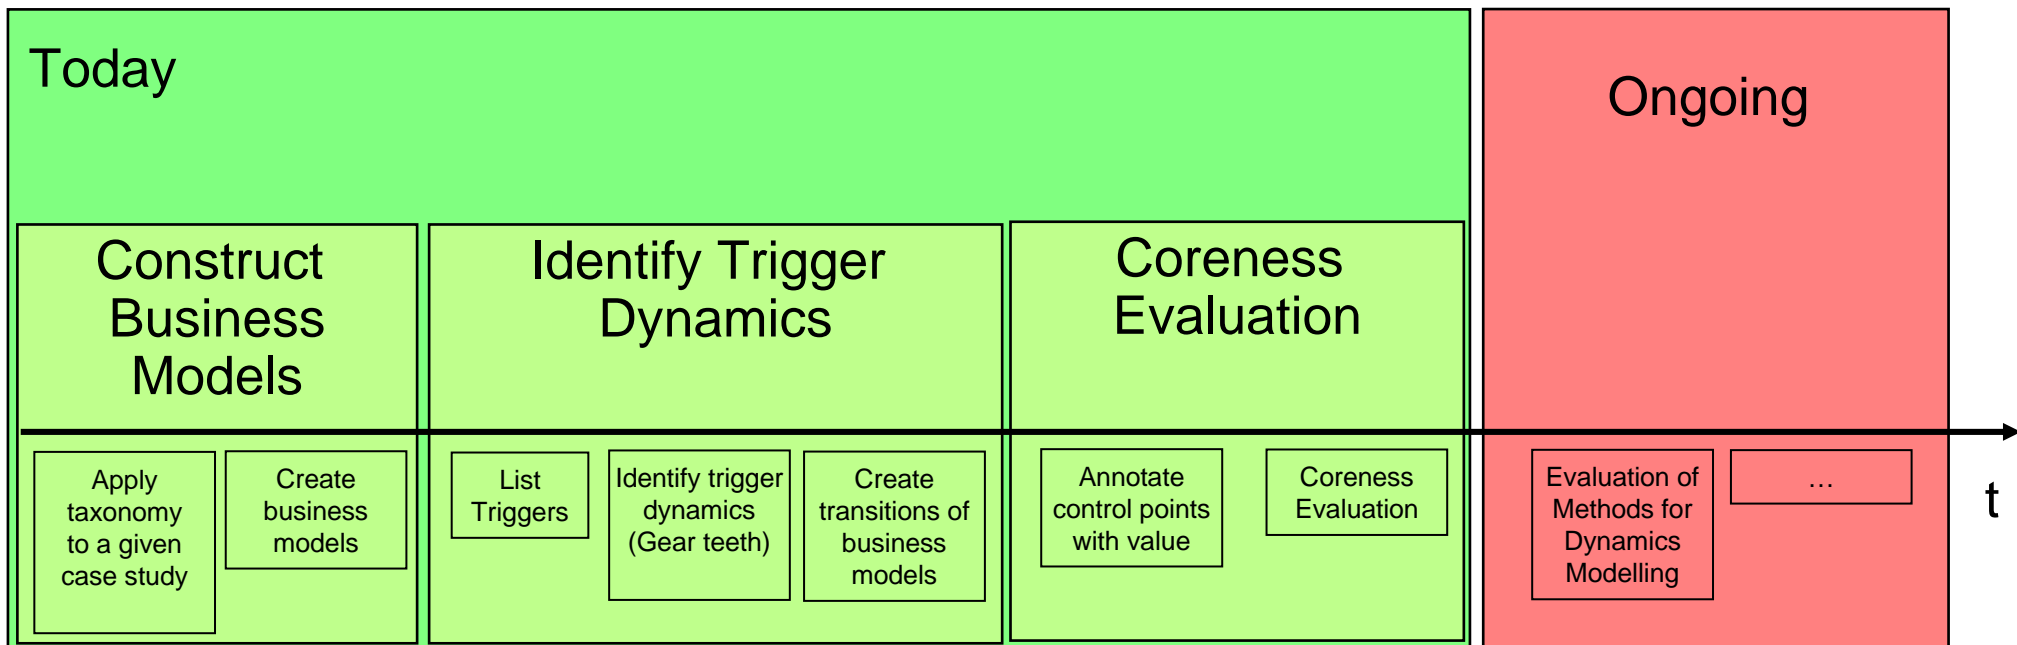 Today
Ongoing
Construct
Business
Models
Identify Trigger
Dynamics
Coreness
Evaluation
Apply
taxonomy
to a given
case study
Create
business
models
List
Triggers
Identify trigger
dynamics
(Gear teeth)
Create
transitions of
business
models
Annotate
control points
with value
Coreness
Evaluation
Evaluation of
Methods for
Dynamics
Modelling
…
t